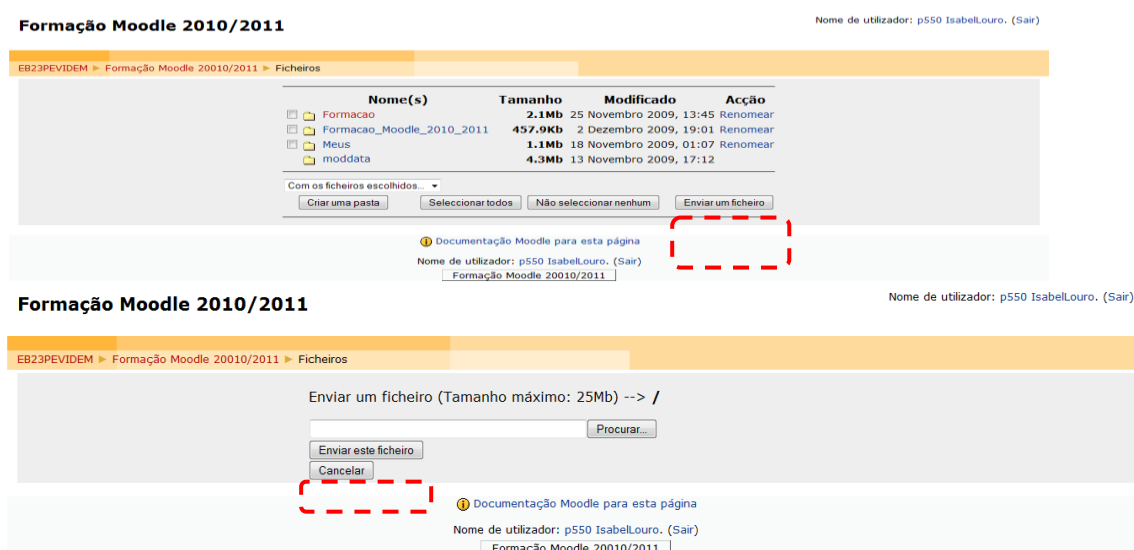 Formação Moodle 2010/2011
Nome de utilizador: p550 IsabelLouro. (Sair)
EB23PEVIDEM ► Formação Moodle 20010/2011 ► Ficheiros
Nome(s) Tamanho Modificado Acção
Formacao 2.1Mb 25 Novembro 2009, 13:45 Renomear
Formacao_Moodle_2010_2011 457.9Kb 2 Dezembro 2009, 19:01 Renomear
Meus 1.1Mb 18 Novembro 2009, 01:07 Renomear
moddata 4.3Mb 13 Novembro 2009, 17:12
Com os ficheiros escolhidos...
Criar uma pasta Seleccionar todos Não seleccionar nenhum Enviar um ficheiro
Documentação Moodle para esta página
Nome de utilizador: p550 IsabelLouro. (Sair)
Formação Moodle 20010/2011
Formação Moodle 2010/2011
Nome de utilizador: p550 IsabelLouro. (Sair)
EB23PEVIDEM ► Formação Moodle 20010/2011 ► Ficheiros
Enviar um ficheiro (Tamanho máximo: 25Mb) --> /
Procurar...
Enviar este ficheiro
Cancelar
Documentação Moodle para esta página
Nome de utilizador: p550 IsabelLouro. (Sair)
Formação Moodle 20010/2011